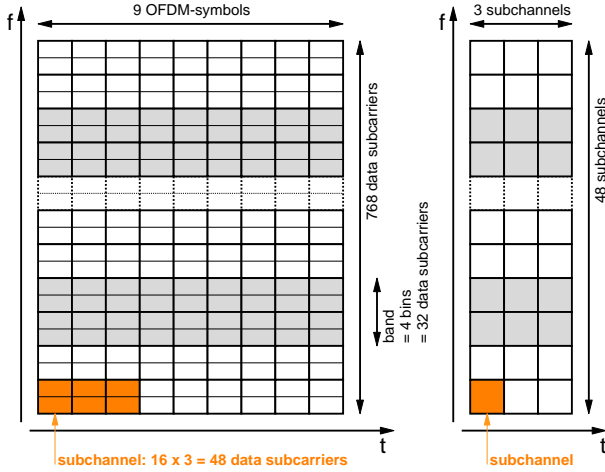 9 OFDM-symbols
3 subchannels
f
f
768 data subcarriers
48 subchannels
band
= 4 bins
= 32 data subcarriers
t
t
subchannel: 16 x 3 = 48 data subcarriers
subchannel